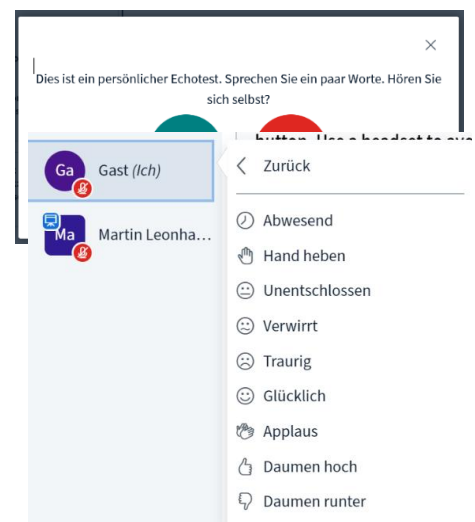 Dies ist ein persönlicher Echotest. Sprechen Sie ein paar Worte. Hören Sie
sich selbst?
button. Use a headset to
Ga
Gast (Ich)
Ma
Martin Leonha...
Zurück
Abwesend
Hand heben
Unentschlossen
Verwirrt
Traurig
Glücklich
Applaus
Daumen hoch
Daumen runter